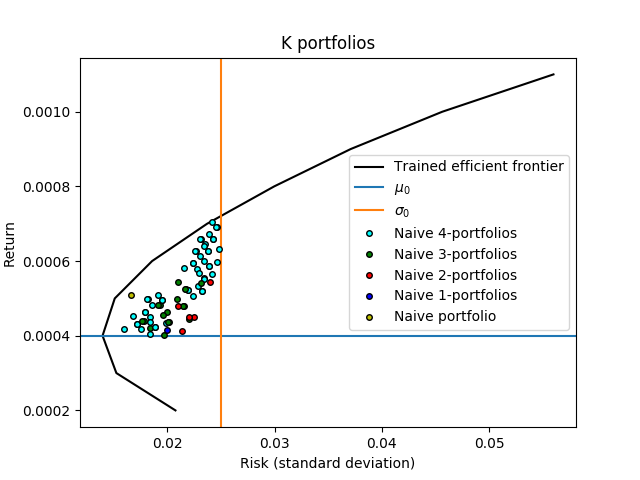 K portfolios
Return
0.0010
0.0008
0.0006
0.0004
0.0002
Trained efficient frontier
μ₀
σ₀
Naive 4-portfolios
Naive 3-portfolios
Naive 2-portfolios
Naive 1-portfolios
Naive portfolio
0.02 0.03 0.04 0.05
Risk (standard deviation)